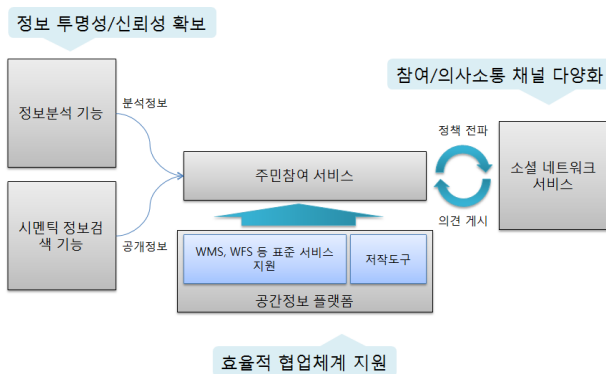 정보 투명성/신뢰성 확보
참여/의사소통 채널 다양화
정보분석 기능
분석정보
주민참여 서비스
정책 전파
소셜 네트워크
서비스
의견 게시
시멘틱 정보검
색 기능
공개정보
WMS, WFS 등 표준 서비스
지원
저작도구
공간정보 플랫폼
효율적 협업체계 지원